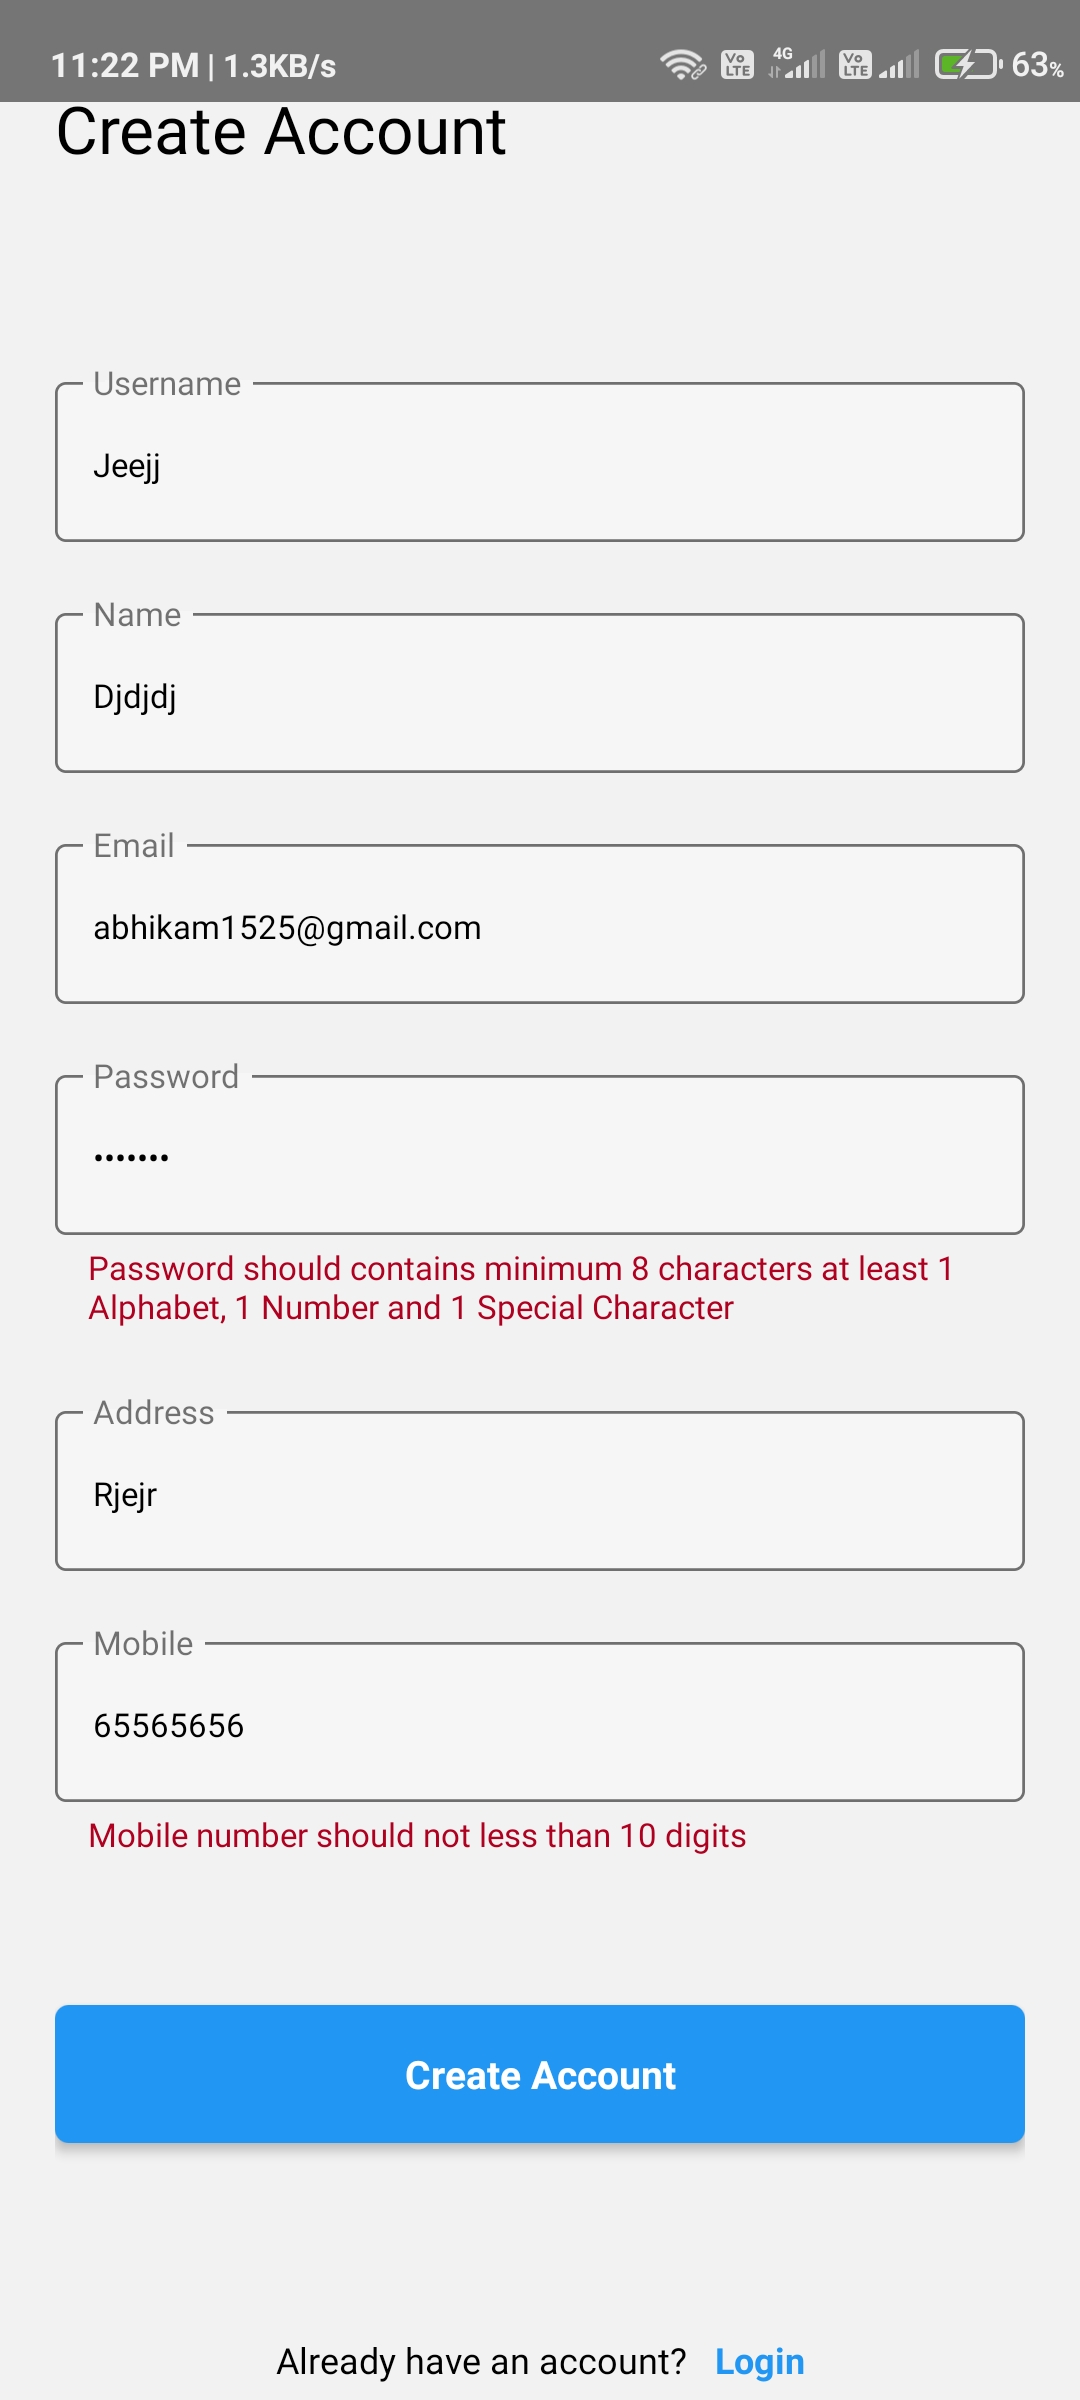 11:22 PM | 1.3KB/s Vo LTE 4G Vo LTE 63%
Create Account
Username
Jeejj
Name
Djdjdj
Email
abhikam1525@gmail.com
Password
•••••••
Password should contains minimum 8 characters at least 1
Alphabet, 1 Number and 1 Special Character
Address
Rjejr
Mobile
65565656
Mobile number should not less than 10 digits
Create Account
Already have an account? Login